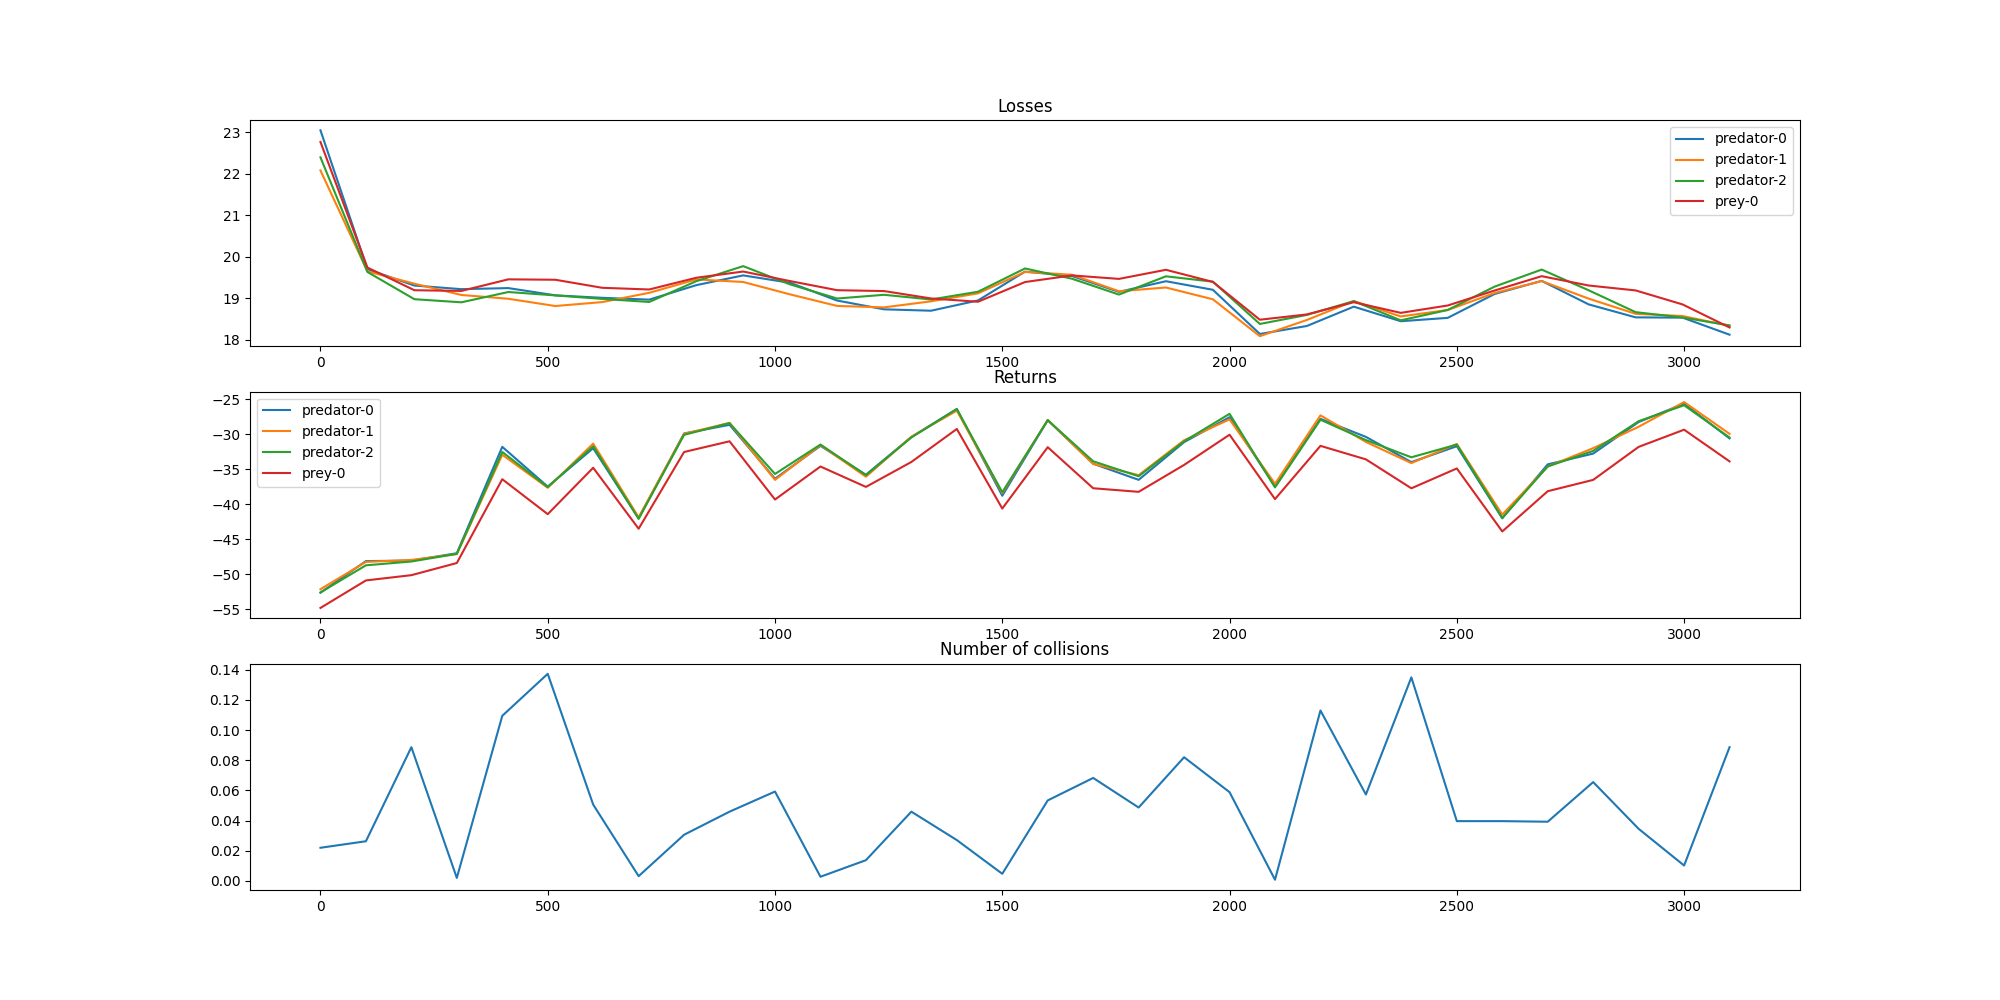 Losses
23
22
21
20
19
18
predator-0
predator-1
predator-2
prey-0
0 500 1000 1500 2000 2500 3000
Returns
−25
−30
−35
−40
−45
−50
−55
predator-0
predator-1
predator-2
prey-0
0 500 1000 1500 2000 2500 3000
Number of collisions
0.14
0.12
0.10
0.08
0.06
0.04
0.02
0.00
0 500 1000 1500 2000 2500 3000